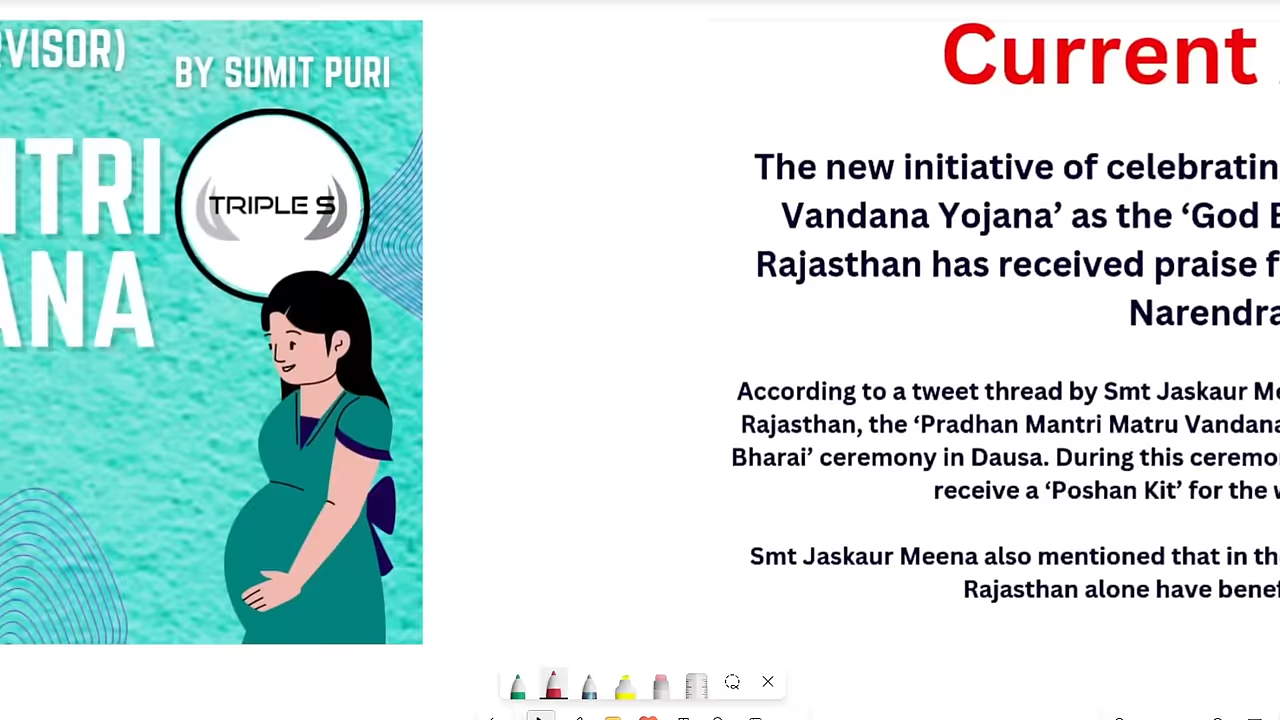 RVISOR)
BY SUMIT PURI
NTRI
ANA
TRIPLE S
Current
The new initiative of celebratin
Vandana Yojana’ as the ‘God
Rajasthan has received praise f
Narendra
According to a tweet thread by Smt Jaskaur Me
Rajasthan, the ‘Pradhan Mantri Matru Vandana
Bharai’ ceremony in Dausa. During this ceremo
receive a ‘Poshan Kit’ for the
Smt Jaskaur Meena also mentioned that in th
Rajasthan alone have benef